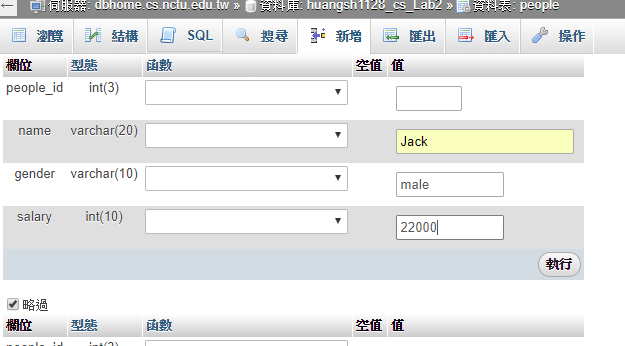 伺服器: dbhome.cs.nctu.edu.tw » 資料庫: huangsh1128_cs_Lab2 » 資料表: people
瀏覽 結構 SQL 搜尋 新增 匯出 匯入 操作
欄位 型態 函數 空值 值
people_id int(3)
name varchar(20) Jack
gender varchar(10) male
salary int(10) 22000
執行
略過
欄位 型態 函數 空值 值
people_id int(3)